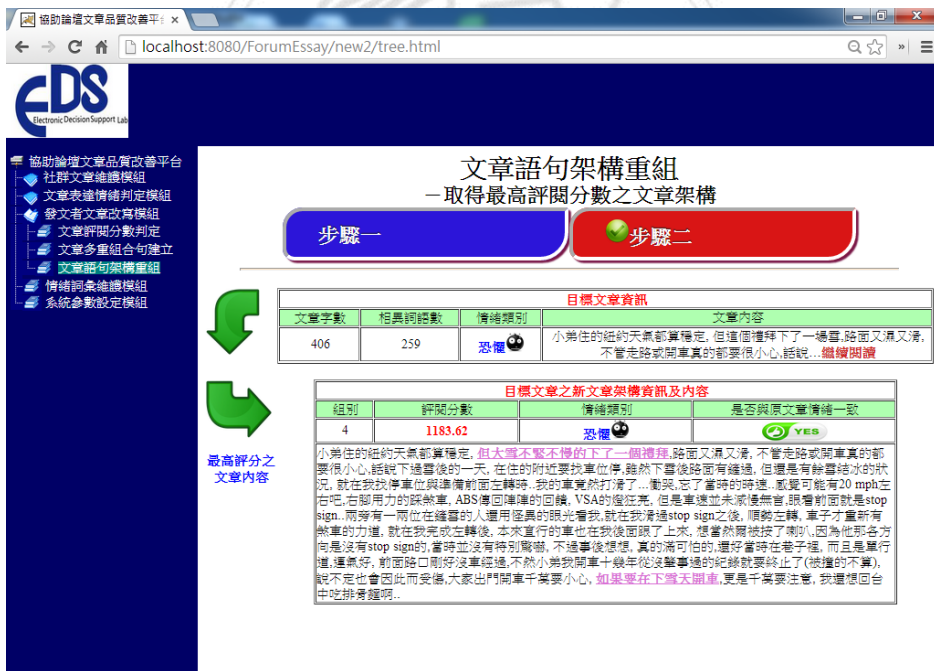 協助論壇文章品質改善平
localhost:8080/ForumEssay/new2/tree.html
EDS
Electronic Decision Support Lab
協助論壇文章品質改善平台
社群文章維護模組
文章表達情緒判定模組
發文者文章改寫模組
文章評閱分數判定
文章多重組合句建立
文章語句架構重組
情緒詞彙維護模組
系統參數設定模組
文章語句架構重組
－取得最高評閱分數之文章架構
步驟一
步驟二
目標文章資訊
文章字數 相異詞語數 情緒類別 文章內容
406 259 恐懼 小弟住的紐約天氣都算穩定, 但這個禮拜下了一場雪,路面又濕又滑,
不管走路或開車真的都要很小心,話說…繼續閱讀
目標文章之新文章架構資訊及內容
組別 評閱分數 情緒類別 是否與原文章情緒一致
4 1183.62 恐懼 YES
最高評分之
文章內容
小弟住的紐約天氣都算穩定, 但大雪不緊不慢的下了一個禮拜,路面又濕又滑, 不管走路或開車真的都
要很小心,話說下過雪後的一天, 在住的附近要找車位停,雖然下雪後路面有鏟過, 但還是有餘雪結冰的狀
況, 就在我找停車位與準備前面左轉時..我的車竟然打滑了...慟哭,忘了當時的時速..感覺可能有20 mph左
右吧,右腳用力的踩煞車, ABS傳回陣陣的回饋, VSA的燈狂亮, 但是車速並未減慢無言,眼看前面就是stop
sign..兩旁有一兩位在鏟雪的人還用怪異的眼光看我,就在我滑過stop sign之後, 順勢左轉, 車子才重新有
煞車的力道, 就在我完成左轉後, 本來直行的車也在我後面跟了上來, 想當然爾被按了喇叭,因為他那各方
向是沒有stop sign的,當時並沒有特別驚嚇, 不過事後想想, 真的滿可怕的,還好當時在巷子裡, 而且是單行
道,運氣好, 前面路口剛好沒車經過,不然小弟我開車十幾年從沒肇事過的紀錄就要終止了(被撞的不算),
說不定也會因此而受傷,大家出門開車千萬要小心, 如果要在下雪天開車,更是千萬要注意, 我還想回台
中吃排骨麵啊..